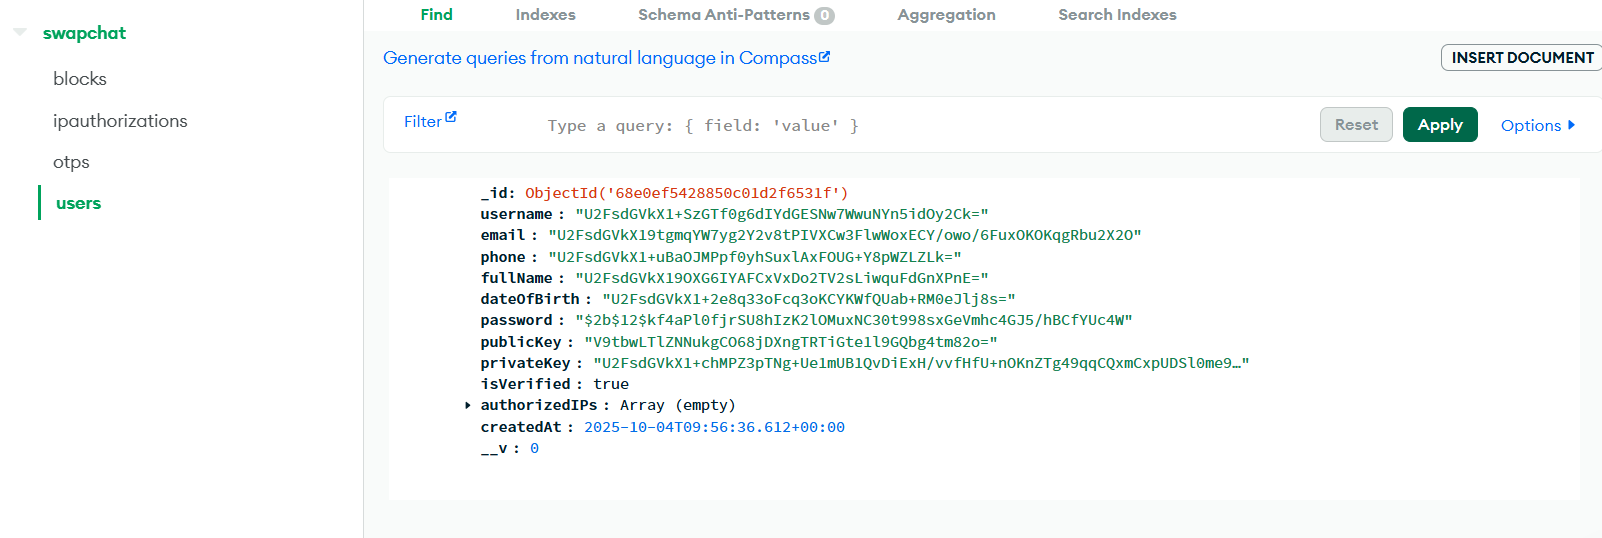 swapchat
blocks
ipauthorizations
otps
users
Find Indexes Schema Anti-Patterns 0 Aggregation Search Indexes
Generate queries from natural language in Compass
INSERT DOCUMENT
Filter Type a query: { field: 'value' } Reset Apply Options
_id: ObjectId('68e0ef5428850c01d2f6531f')
username : "U2FsdGVkX1+SzGTf0g6dIYdGESNw7WwuNYn5idOy2Ck="
email : "U2FsdGVkX19tgmqYW7yg2Y2v8tPIVXCw3FlwWoxECY/owo/6FuxOKOKqgRbu2X2O"
phone : "U2FsdGVkX1+uBaOJMPpf0yhSuxlAxFOUG+Y8pWZLZLk="
fullName : "U2FsdGVkX19OXG6IYAFCxVxDo2TV2sLiwquFdGnXPnE="
dateOfBirth : "U2FsdGVkX1+2e8q33oFcq3oKCYKWfQUab+RM0eJlj8s="
password : "$2b$12$kf4aPl0fjrSU8hIzK2lOMuxNC30t998sxGeVmhc4GJ5/hBCfYUc4W"
publicKey : "V9tbwLTlZNNukgCO68jDXngTRTiGte1l9GQbg4tm82o="
privateKey : "U2FsdGVkX1+chMPZ3pTNg+Ue1mUB1QvDiExH/vvfHfU+nOKnZTg49qqCQxmCxpUDSl0me9…"
isVerified : true
authorizedIPs : Array (empty)
createdAt : 2025-10-04T09:56:36.612+00:00
__v : 0